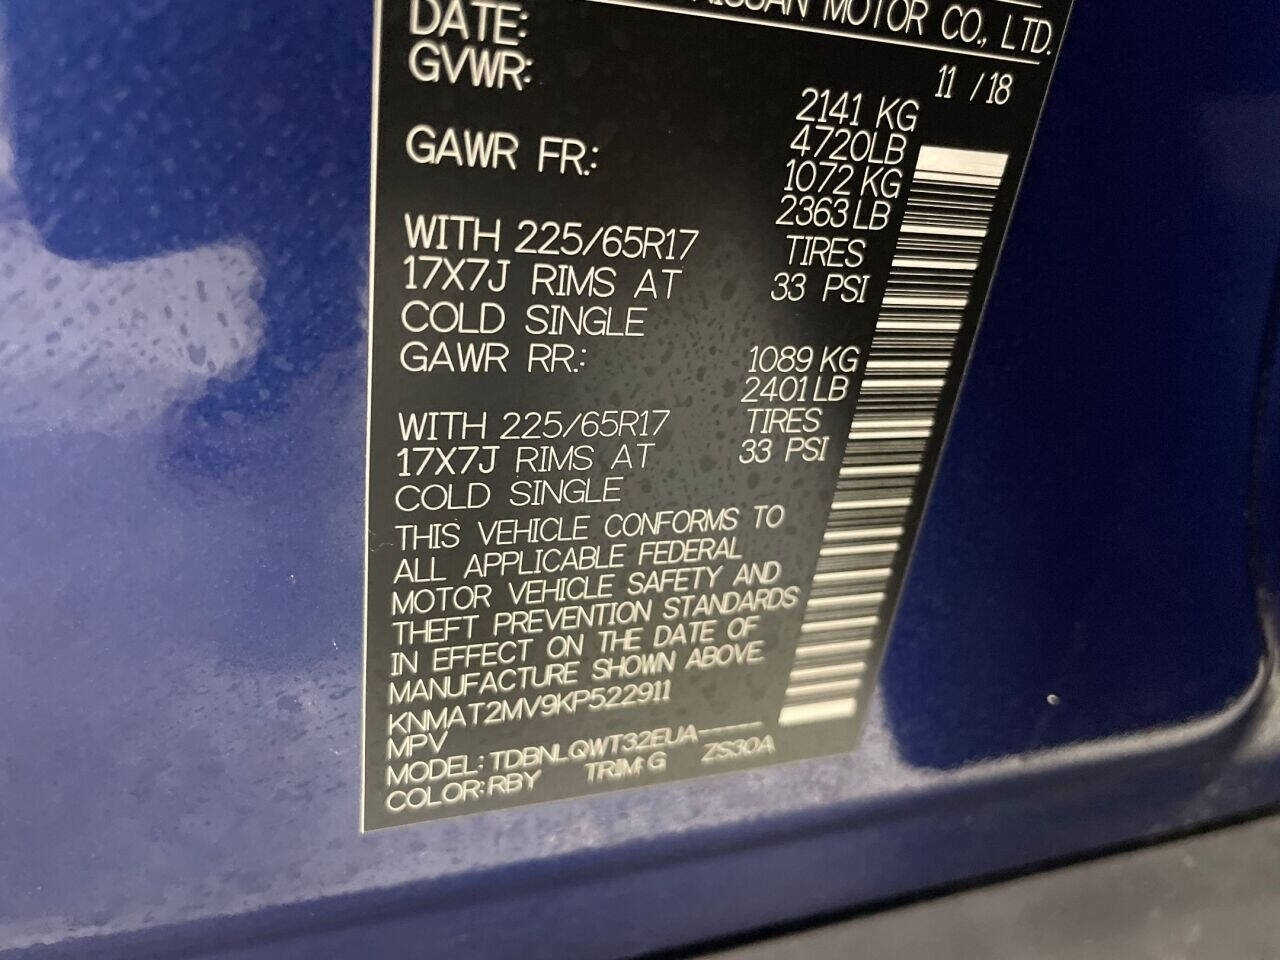 MOTOR CO., LTD.
DATE: 11 / 18
GVWR: 2141 KG
4720LB
GAWR FR.: 1072 KG
2363 LB
WITH 225/65R17 TIRES
17X7J RIMS AT 33 PSI
COLD SINGLE
GAWR RR.: 1089 KG
2401 LB
WITH 225/65R17 TIRES
17X7J RIMS AT 33 PSI
COLD SINGLE
THIS VEHICLE CONFORMS TO
ALL APPLICABLE FEDERAL
MOTOR VEHICLE SAFETY AND
THEFT PREVENTION STANDARDS
IN EFFECT ON THE DATE OF
MANUFACTURE SHOWN ABOVE.
KNMAT2MV9KP522911
MPV
MODEL: TDBNLQWT32EUA-----
COLOR: RBY TRIM: G ZS30A